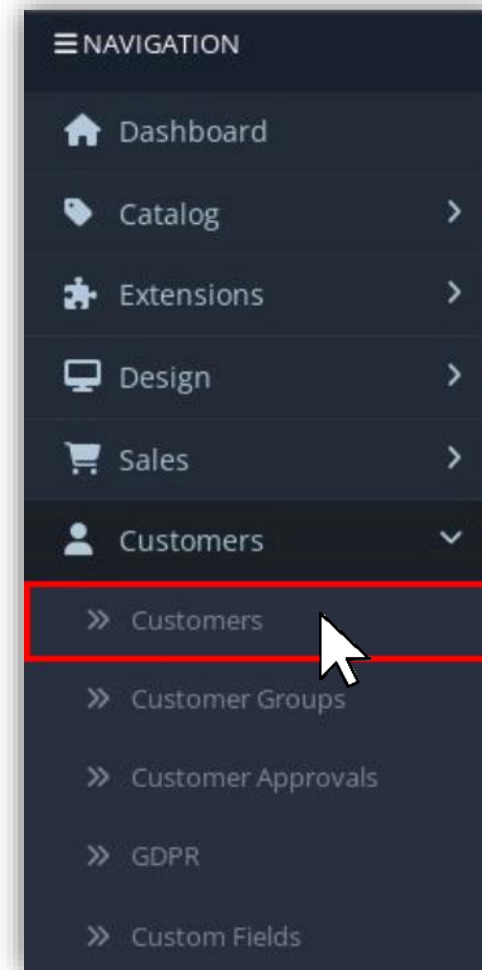 NAVIGATION
Dashboard
Catalog
Extensions
Design
Sales
Customers
Customers
Customer Groups
Customer Approvals
GDPR
Custom Fields